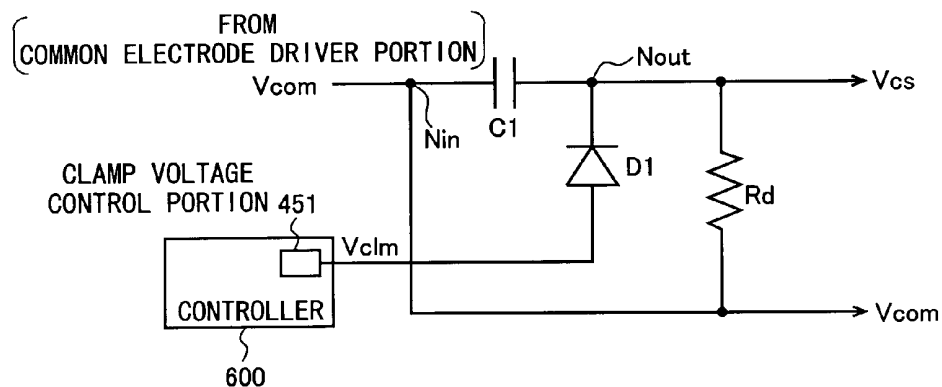 FROM
COMMON ELECTRODE DRIVER PORTION
Vcom
Nin
C1
Nout
Vcs
D1
Rd
CLAMP VOLTAGE
CONTROL PORTION 451
Vclm
CONTROLLER
Vcom
600